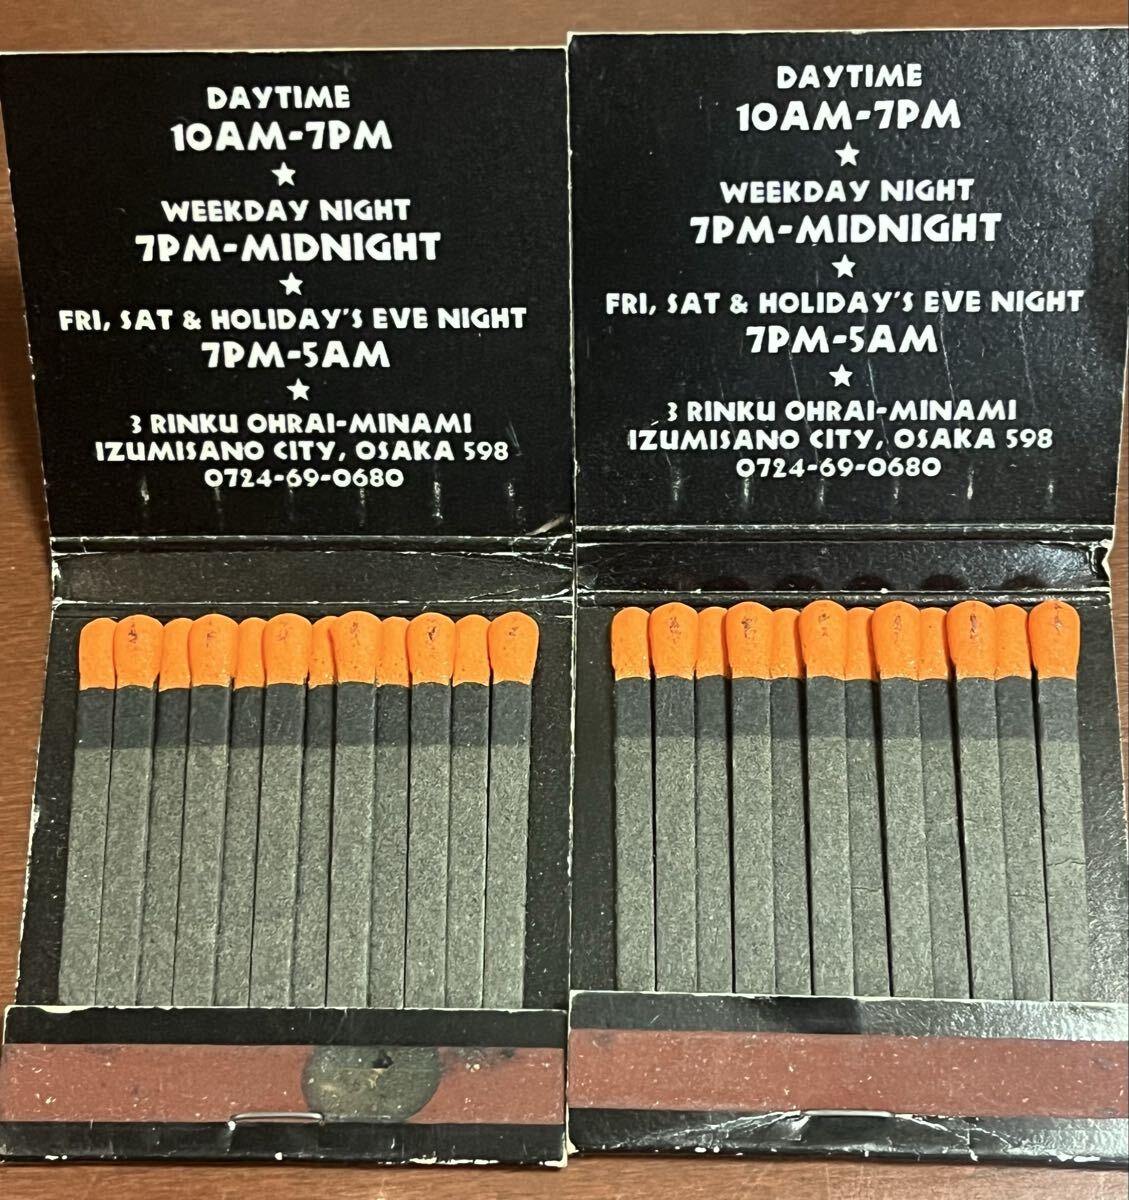 DAYTIME
10AM-7PM
WEEKDAY NIGHT
7PM-MIDNIGHT
FRI, SAT & HOLIDAY'S EVE NIGHT
7PM-5AM
3 RINKU OHRAI-MINAMI
IZUMISANO CITY, OSAKA 598
0724-69-0680
DAYTIME
10AM-7PM
WEEKDAY NIGHT
7PM-MIDNIGHT
FRI, SAT & HOLIDAY'S EVE NIGHT
7PM-5AM
3 RINKU OHRAI-MINAMI
IZUMISANO CITY, OSAKA 598
0724-69-0680